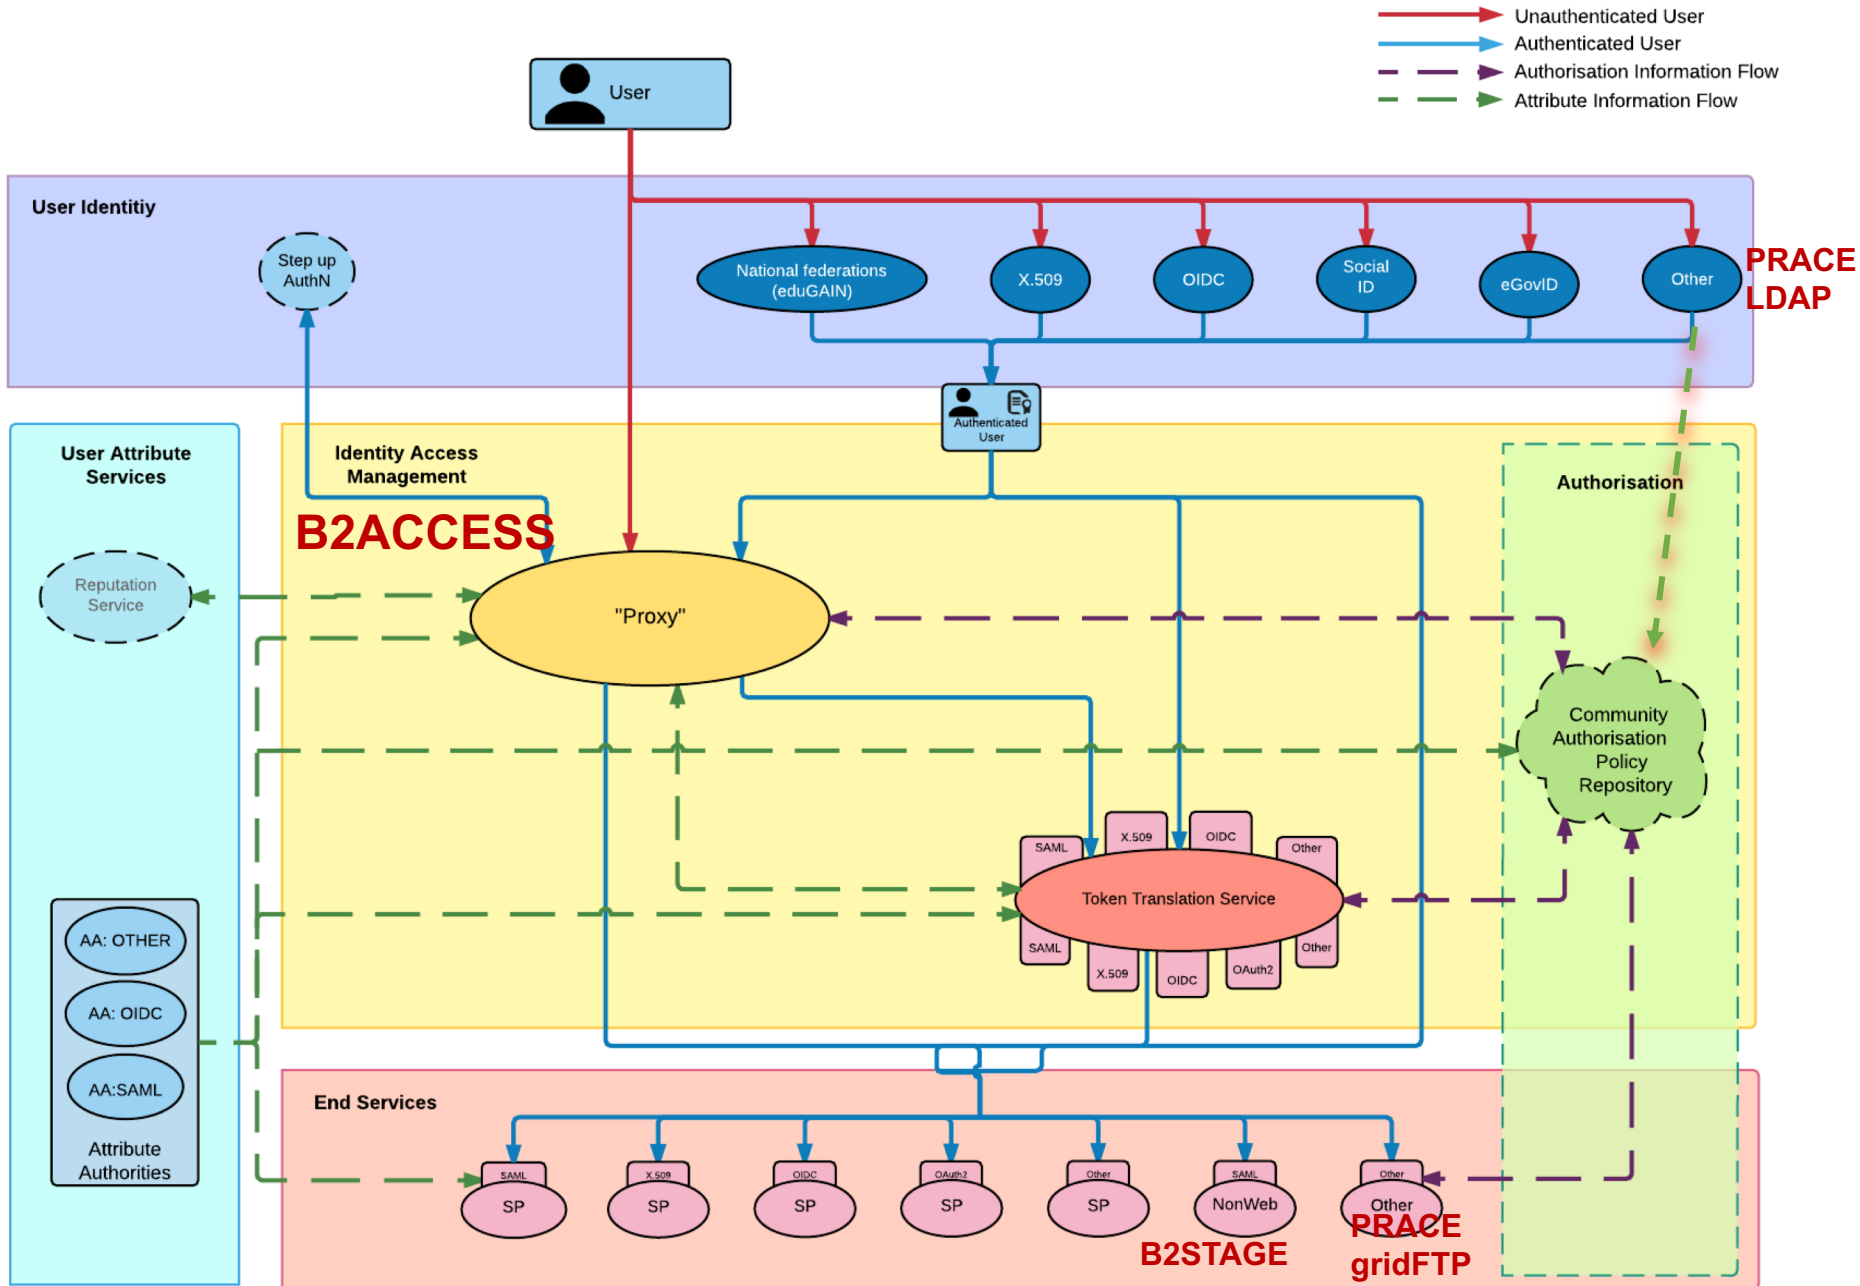 Unauthenticated User
Authenticated User
Authorisation Information Flow
Attribute Information Flow
User
User Identitiy
Step up
AuthN
National federations
(eduGAIN)
X.509
OIDC
Social
ID
eGovID
Other
PRACE
LDAP
Authenticated
User
User Attribute
Services
Identity Access
Management
Authorisation
B2ACCESS
Reputation
Service
"Proxy"
Community
Authorisation
Policy
Repository
SAML
X.509
OIDC
Other
Token Translation Service
SAML
X.509
OIDC
OAuth2
Other
AA: OTHER
AA: OIDC
AA:SAML
Attribute
Authorities
End Services
SAML
SP
X.509
SP
OIDC
SP
OAuth2
SP
Other
SP
SAML
NonWeb
Other
Other
B2STAGE
PRACE
gridFTP